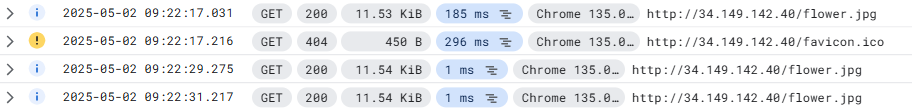 2025-05-02 09:22:17.031 GET 200 11.53 KiB 185 ms Chrome 135.0… http://34.149.142.40/flower.jpg
2025-05-02 09:22:17.216 GET 404 450 B 296 ms Chrome 135.0… http://34.149.142.40/favicon.ico
2025-05-02 09:22:29.275 GET 200 11.54 KiB 1 ms Chrome 135.0… http://34.149.142.40/flower.jpg
2025-05-02 09:22:31.217 GET 200 11.54 KiB 1 ms Chrome 135.0… http://34.149.142.40/flower.jpg